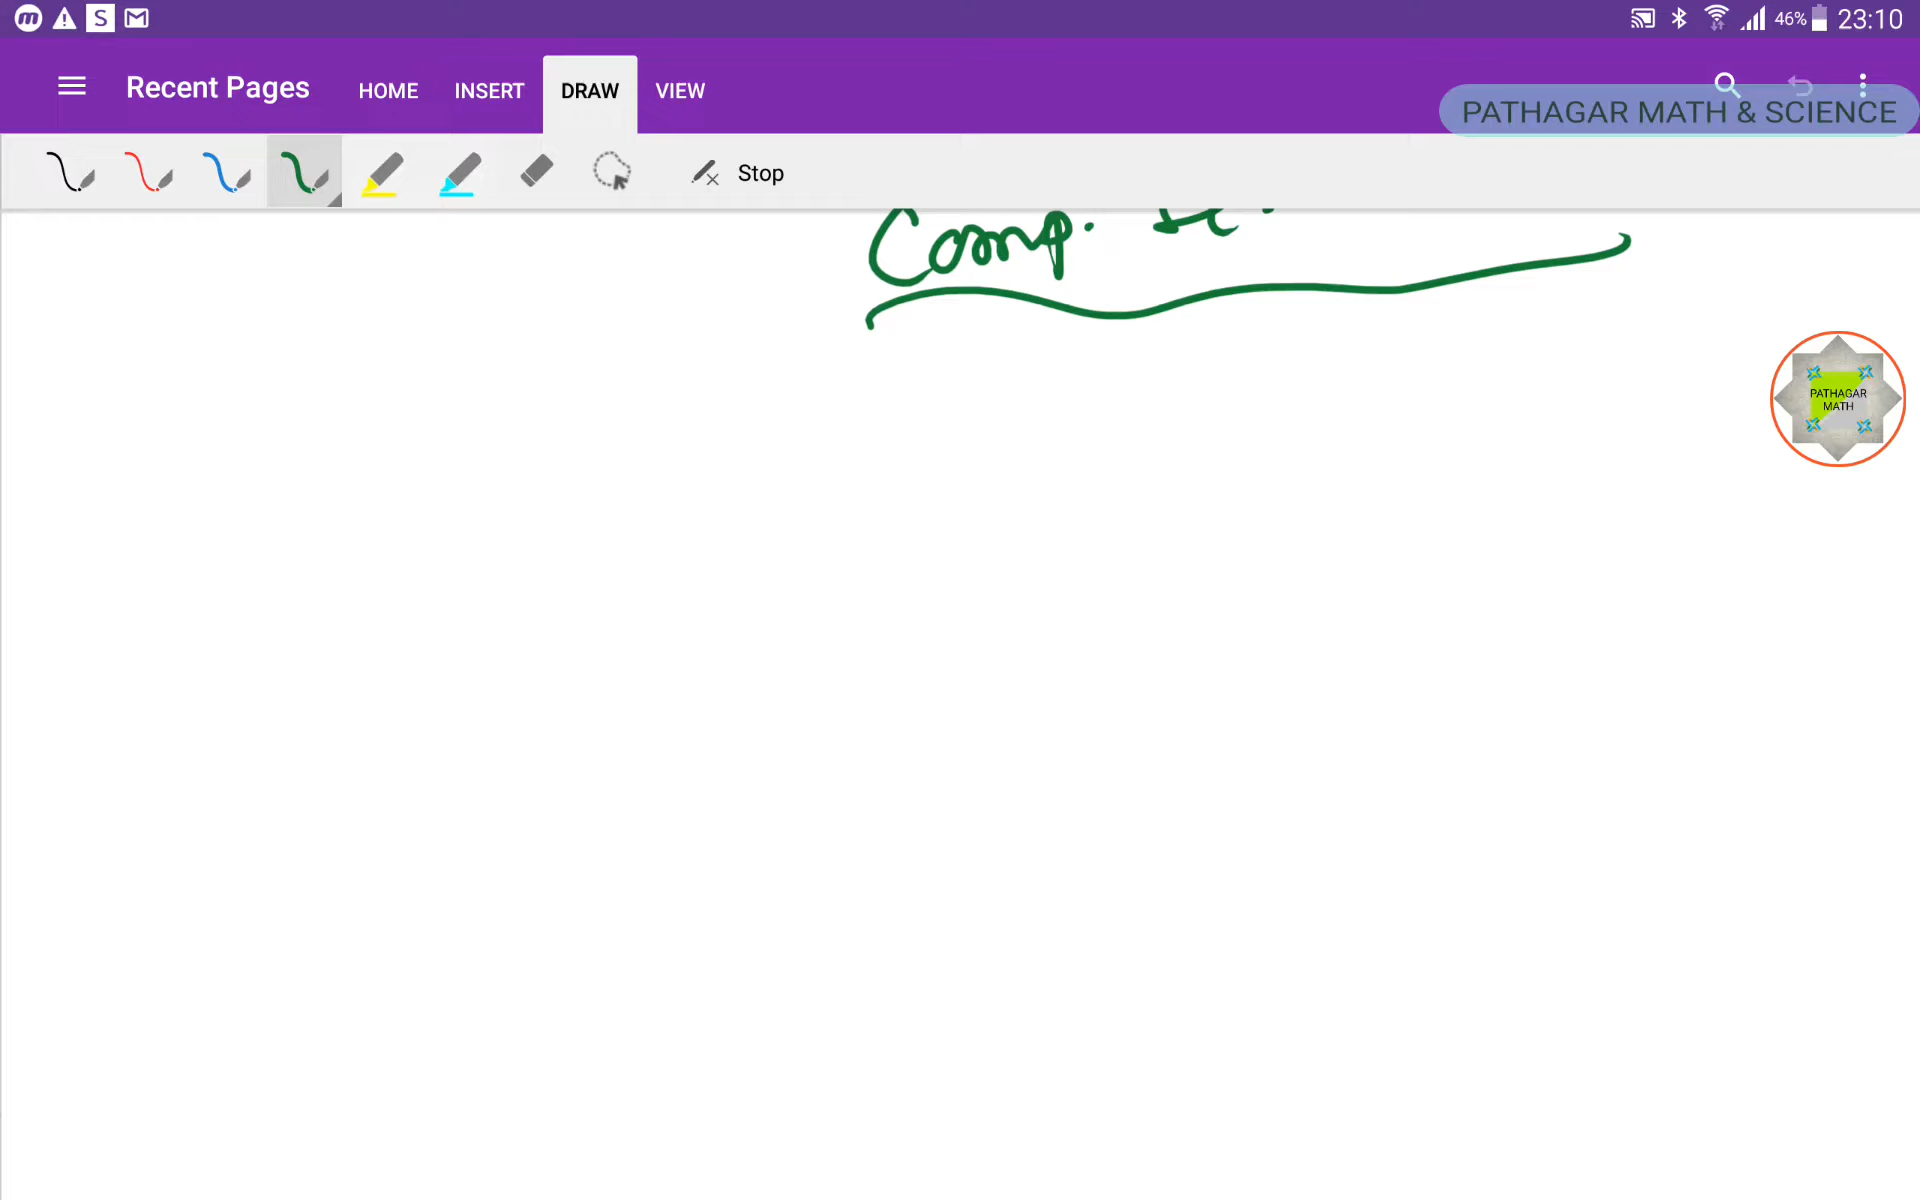 S
46% 23:10
Recent Pages HOME INSERT DRAW VIEW
PATHAGAR MATH & SCIENCE
Stop
Comp.
PATHAGAR
MATH